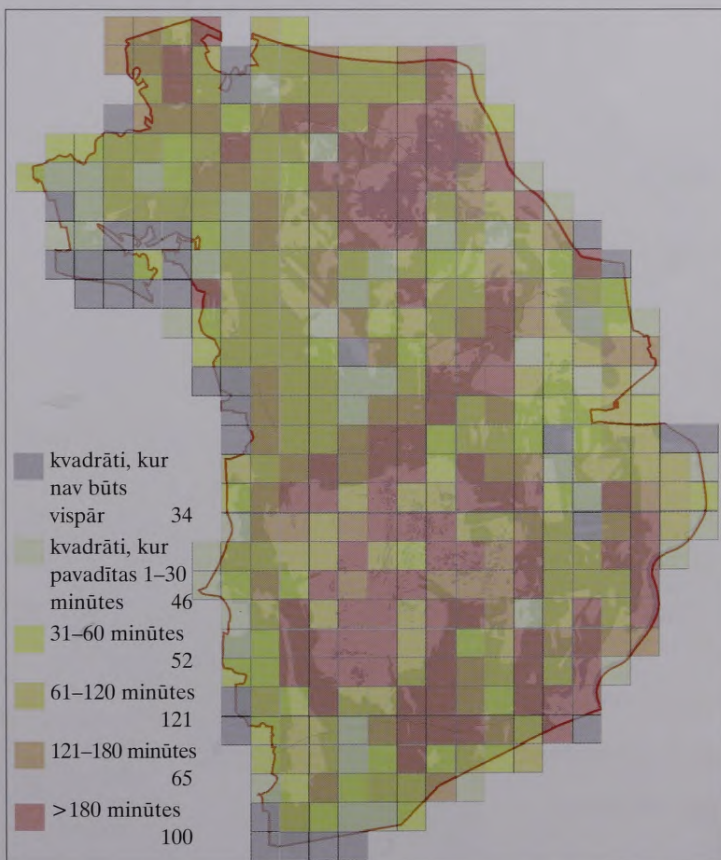 kvadrāti, kur
nav būts
vispār 34
kvadrāti, kur
pavadītas 1–30
minūtes 46
31–60 minūtes
52
61–120 minūtes
121
121–180 minūtes
65
>180 minūtes
100